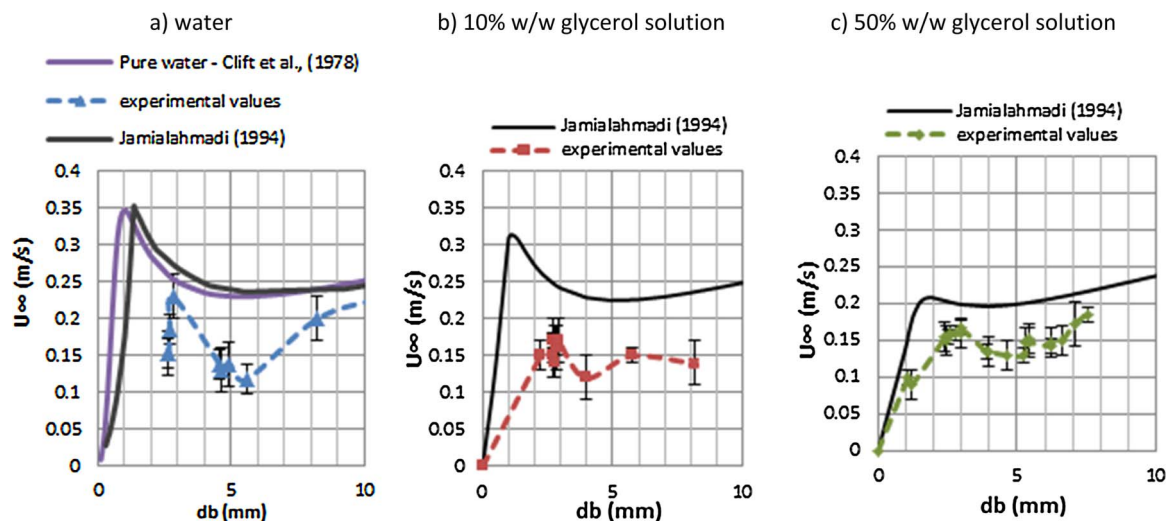 a) water
Pure water - Clift et al., (1978)
experimental values
Jamialahmadi (1994)
0.4
0.35
0.3
0.25
0.2
0.15
0.1
0.05
0
U∞ (m/s)
0 5 10
db (mm)
b) 10% w/w glycerol solution
Jamialahmadi (1994)
experimental values
0.4
0.35
0.3
0.25
0.2
0.15
0.1
0.05
0
U∞ (m/s)
0 5 10
db (mm)
c) 50% w/w glycerol solution
Jamialahmadi (1994)
experimental values
0.4
0.35
0.3
0.25
0.2
0.15
0.1
0.05
0
U∞ (m/s)
0 5 10
db (mm)